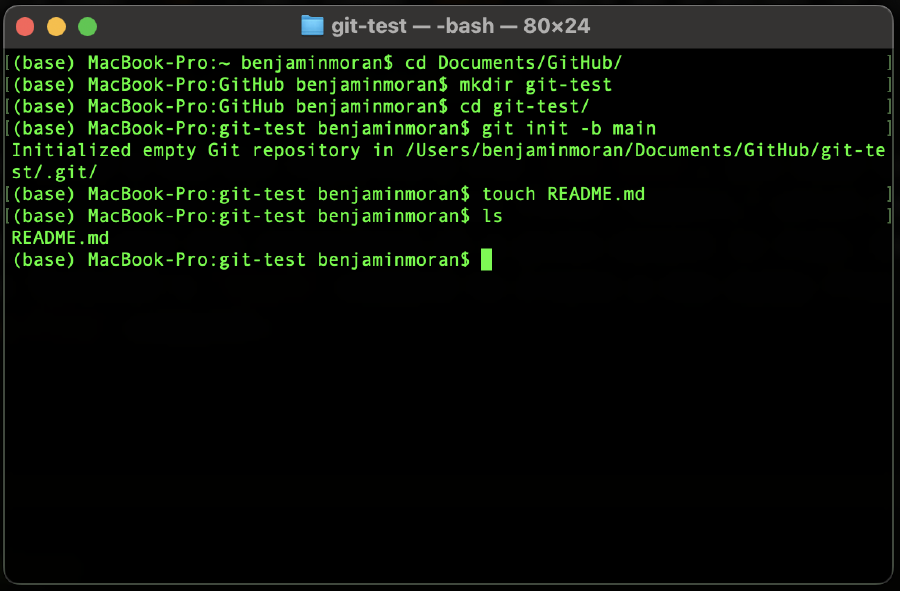 git-test — -bash — 80×24
[(base) MacBook-Pro:~ benjaminmoran$ cd Documents/GitHub/ ]
[(base) MacBook-Pro:GitHub benjaminmoran$ mkdir git-test ]
[(base) MacBook-Pro:GitHub benjaminmoran$ cd git-test/ ]
[(base) MacBook-Pro:git-test benjaminmoran$ git init -b main ]
Initialized empty Git repository in /Users/benjaminmoran/Documents/GitHub/git-te
st/.git/
[(base) MacBook-Pro:git-test benjaminmoran$ touch README.md ]
[(base) MacBook-Pro:git-test benjaminmoran$ ls ]
README.md
(base) MacBook-Pro:git-test benjaminmoran$